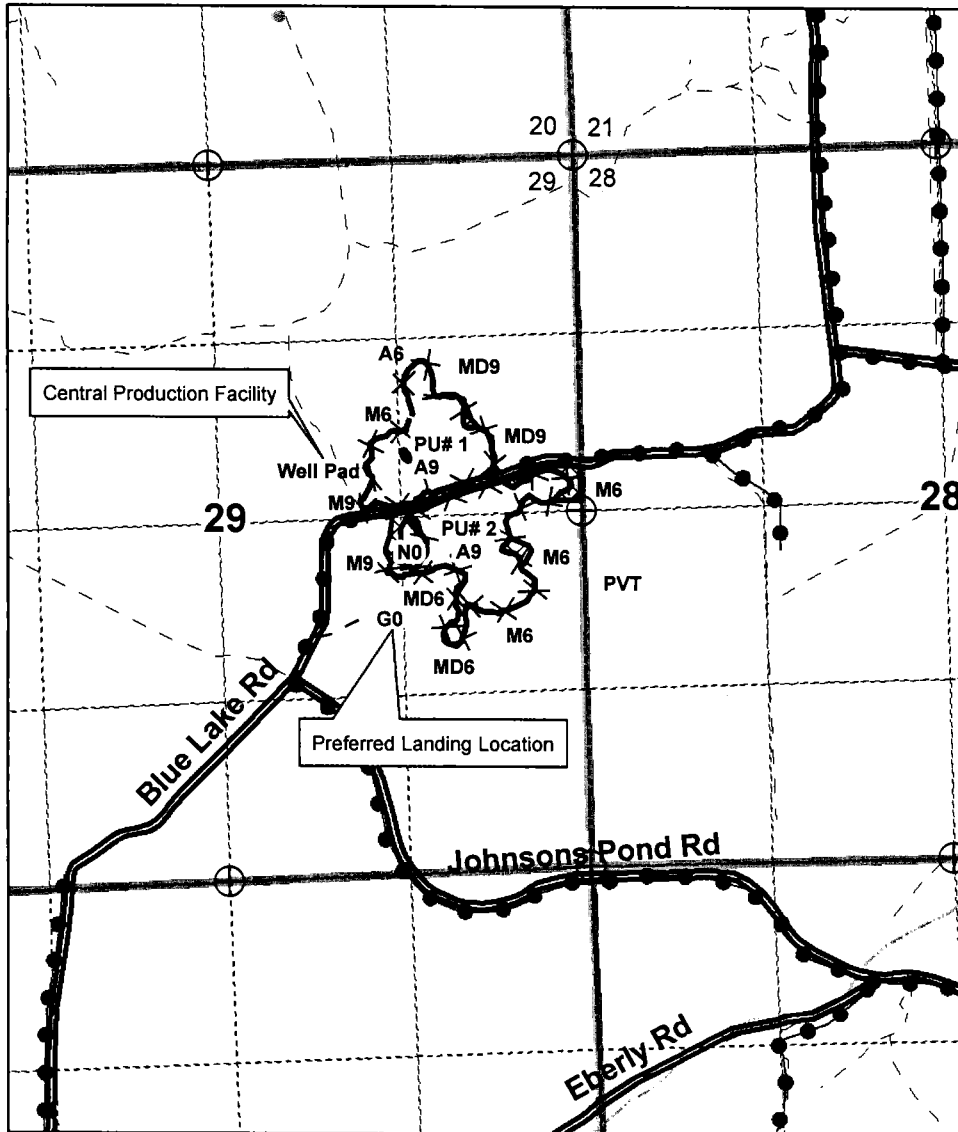 20 21
29 28
A6
MD9
Central Production Facility
M6
PU# 1
MD9
A9
Well Pad
M6
M9
29
28
PU# 2
N0
A9
M6
M9
PVT
MD6
G0
M6
MD6
Blue Lake Rd
Preferred Landing Location
Johnsons Pond Rd
Eberly Rd